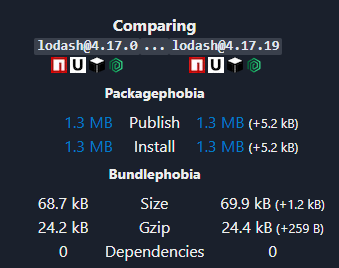 Comparing
lodash@4.17.0 ... lodash@4.17.19
n U n U
Packagephobia
1.3 MB Publish 1.3 MB (+5.2 kB)
1.3 MB Install 1.3 MB (+5.2 kB)
Bundlephobia
68.7 kB Size 69.9 kB (+1.2 kB)
24.2 kB Gzip 24.4 kB (+259 B)
0 Dependencies 0